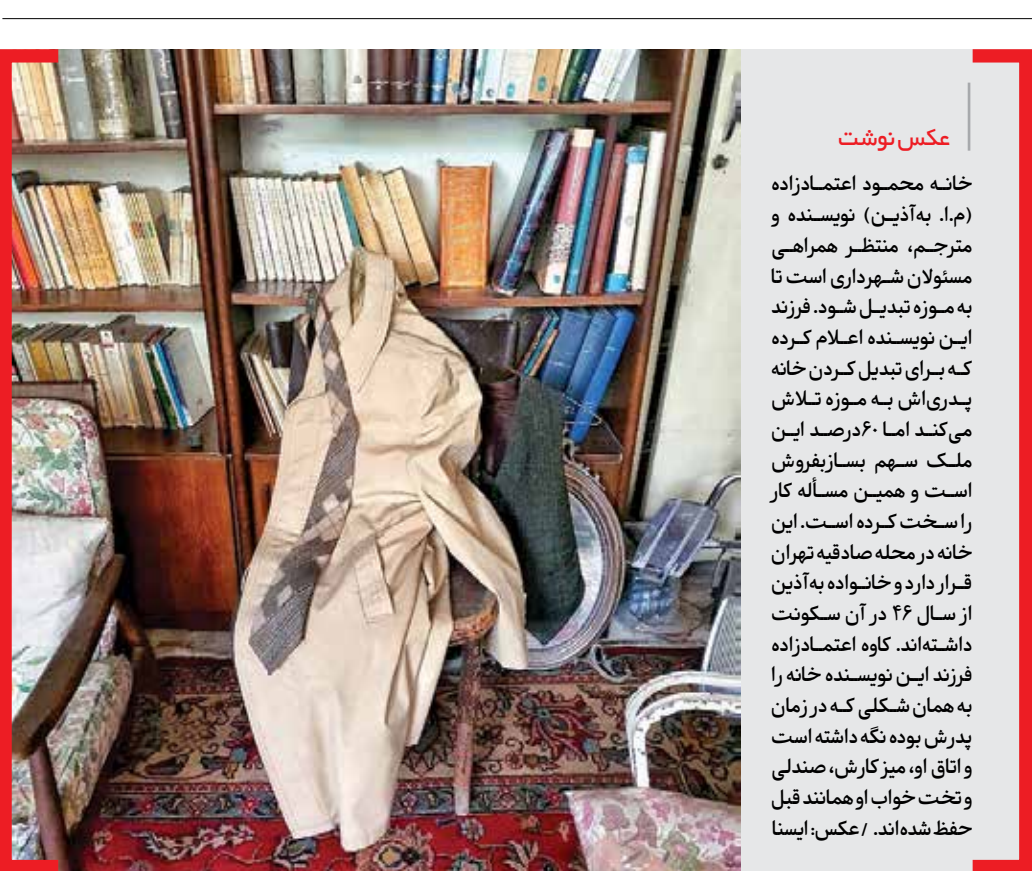 عکس نوشت
خانه محمود اعتمادزاده
(م.ا. به‌آذین) نویسنده و
مترجم، منتظر همراهی
مسئولان شهرداری است تا
به موزه تبدیل شود. فرزند
این نویسنده اعلام کرده
که برای تبدیل کردن خانه
پدری‌اش به موزه تلاش
می‌کند اما ۶۰درصد این
ملک سهم بسازبفروش
است و همین مسأله کار
را سخت کرده است. این
خانه در محله صادقیه تهران
قرار دارد و خانواده به‌آذین
از سال ۴۶ در آن سکونت
داشته‌اند. کاوه اعتمادزاده
فرزند این نویسنده خانه را
به همان شکلی که در زمان
پدرش بوده نگه داشته است
و اتاق او، میز کارش، صندلی
و تخت خواب او همانند قبل
حفظ شده‌اند. / عکس: ایسنا